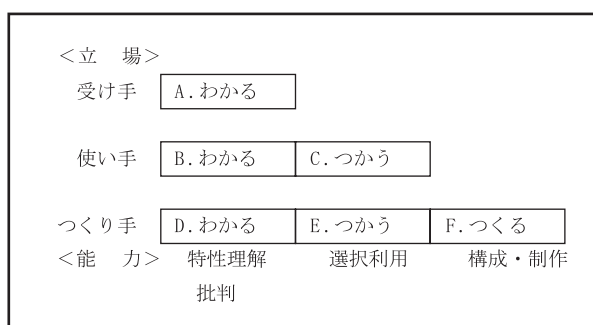 ＜立　場＞
受け手　A.わかる
使い手　B.わかる　C.つかう
つくり手　D.わかる　E.つかう　F.つくる
＜能　力＞　特性理解　選択利用　構成・制作
批判